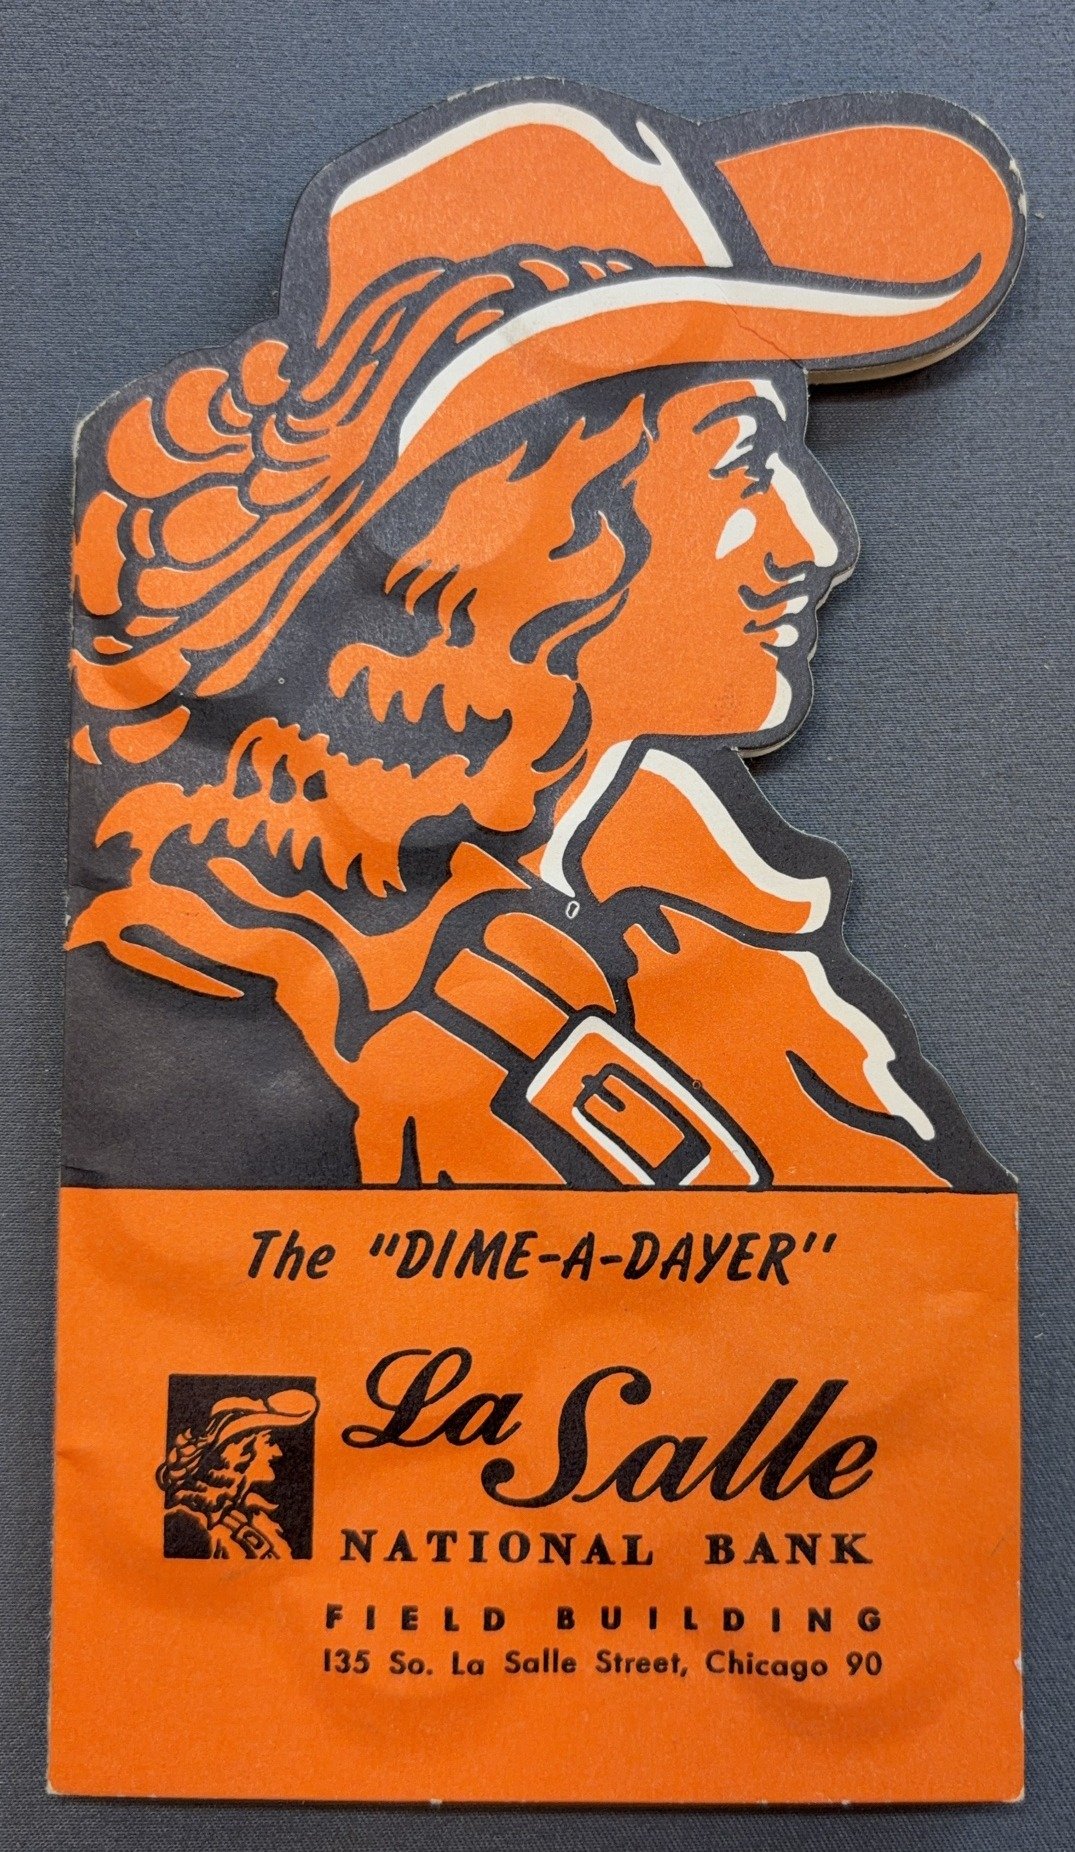 The "DIME-A-DAYER"
La Salle
NATIONAL BANK
FIELD BUILDING
135 So. La Salle Street, Chicago 90